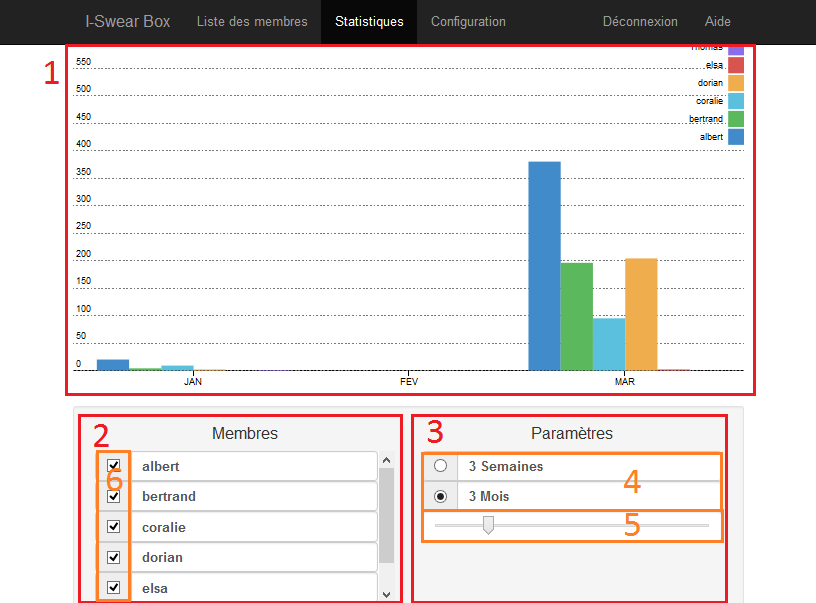 I-Swear Box Liste des membres Statistiques Configuration Déconnexion Aide
1
Thomas
550
elsa
dorian
500
coralie
450
bertrand
albert
400
350
300
250
200
150
100
50
0
JAN FEV MAR
2 Membres
6
albert
bertrand
coralie
dorian
elsa
3 Paramètres
3 Semaines
4
3 Mois
5